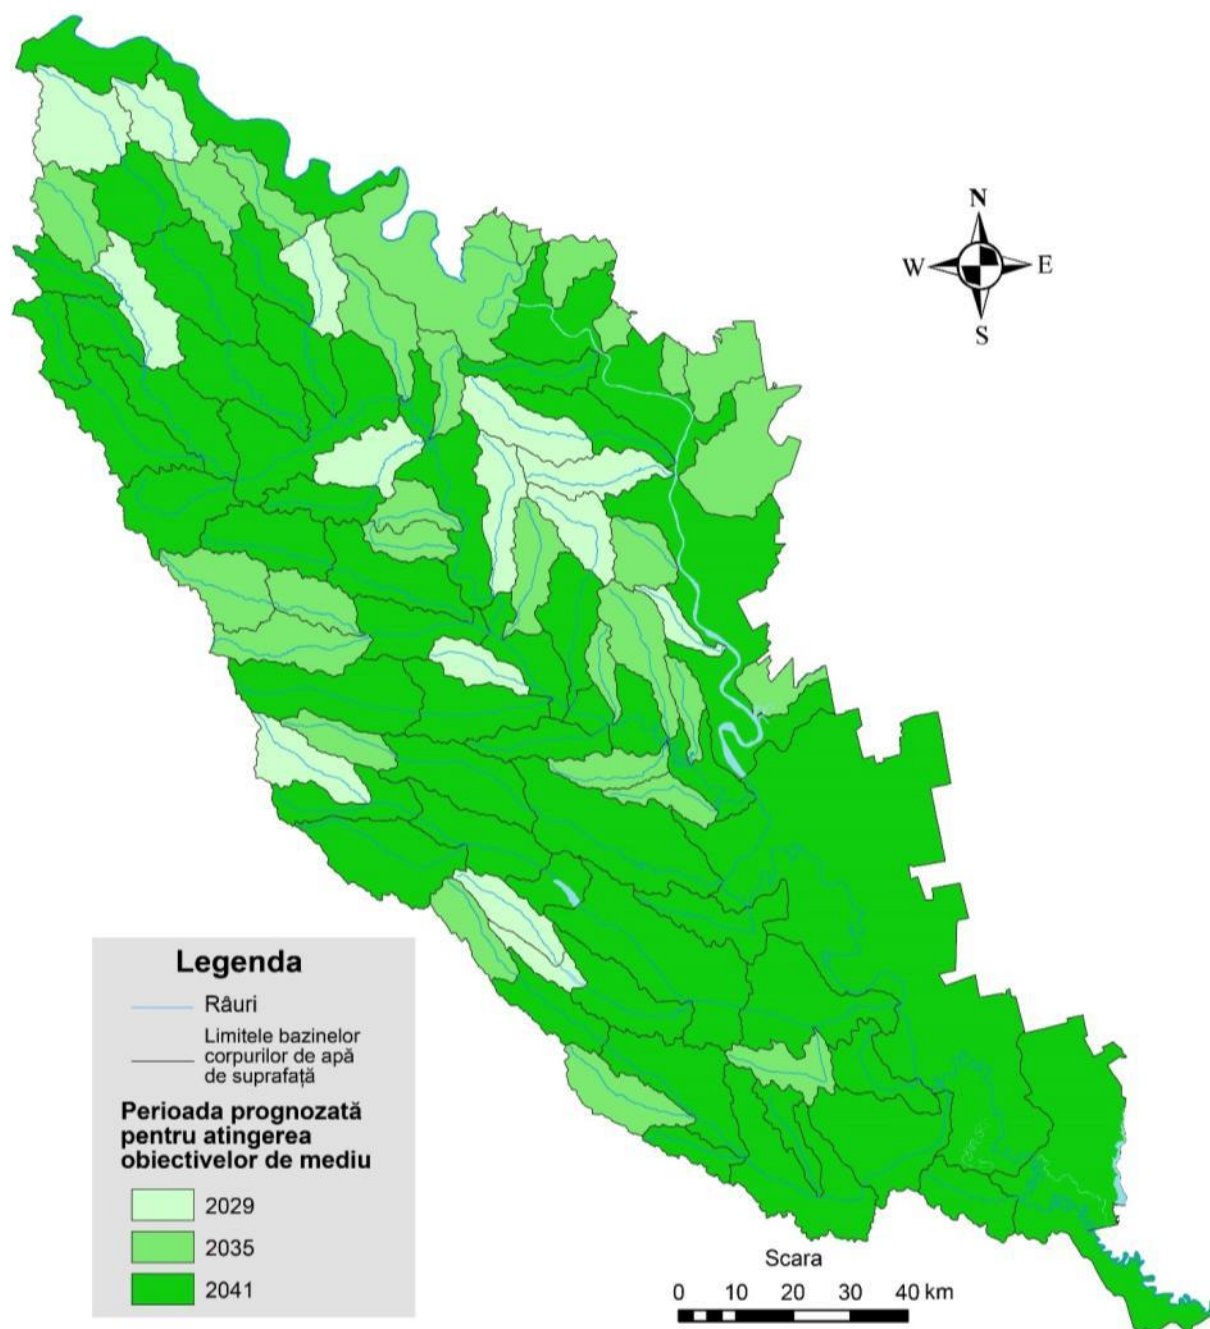 N
W E
S
Legenda
Râuri
Limitele bazinelor
corpurilor de apă
de suprafață
Perioada prognozată
pentru atingerea
obiectivelor de mediu
2029
2035
2041
Scara
0 10 20 30 40 km